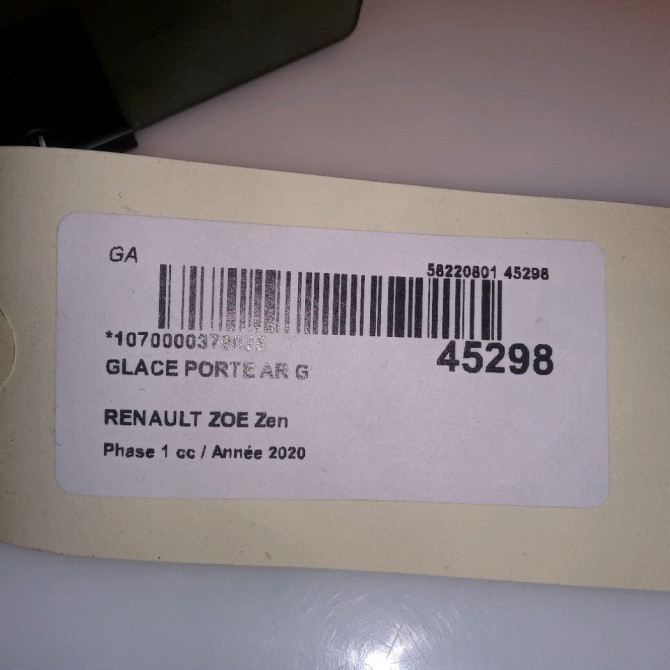 GA
58220801 45298
45298
GLACE PORTE AR G
RENAULT ZOE Zen
Phase 1 cc / Année 2020